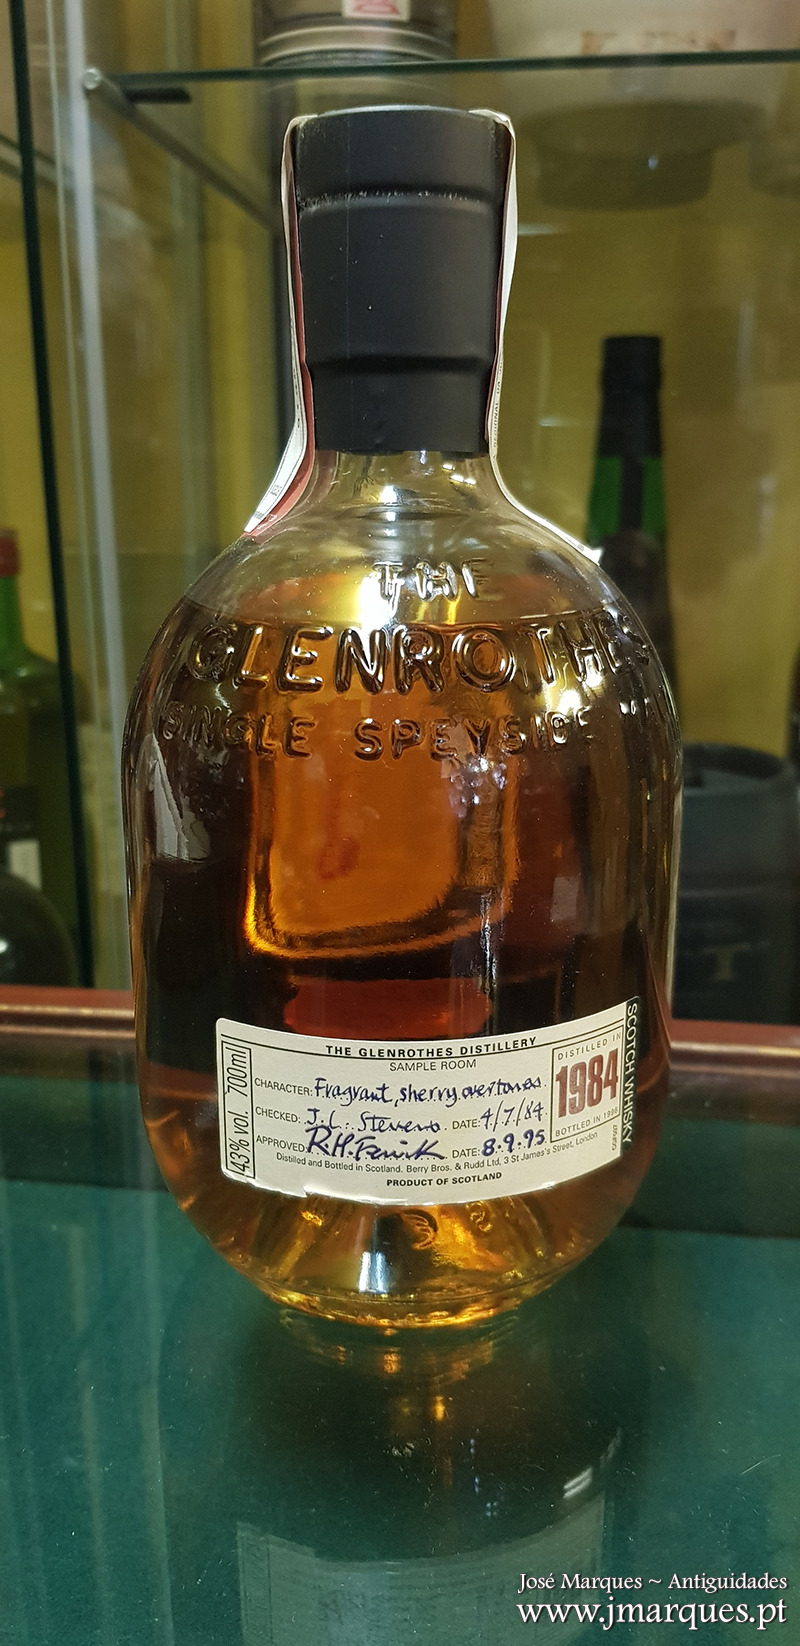 THE
GLENROTHES
SINGLE SPEYSIDE
THE GLENROTHES DISTILLERY
SAMPLE ROOM
CHARACTER: Fragrant, sherry overtones.
CHECKED: J.L. Stevens. DATE: 4/7/84
APPROVED: DATE: 8.9.95
Distilled and Bottled in Scotland. Berry Bros. & Rudd Ltd, 3 St James's Street, London
PRODUCT OF SCOTLAND
43% vol. 700ml
DISTILLED IN
1984
BOTTLED IN
SCOTCH WHISKY
José Marques ~ Antiguidades
www.jmarques.pt